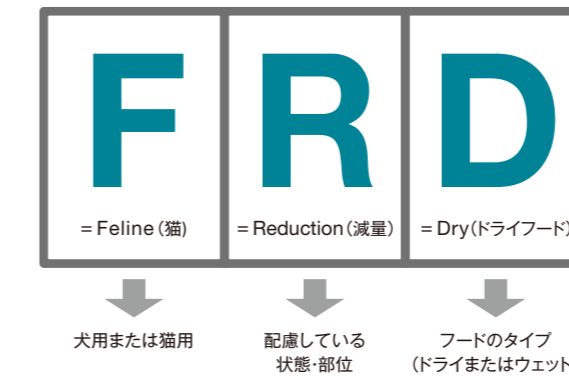 F R D
= Feline(猫) = Reduction(減量) = Dry(ドライフード)
犬用または猫用 配慮している フードのタイプ
状態・部位 (ドライまたはウェット